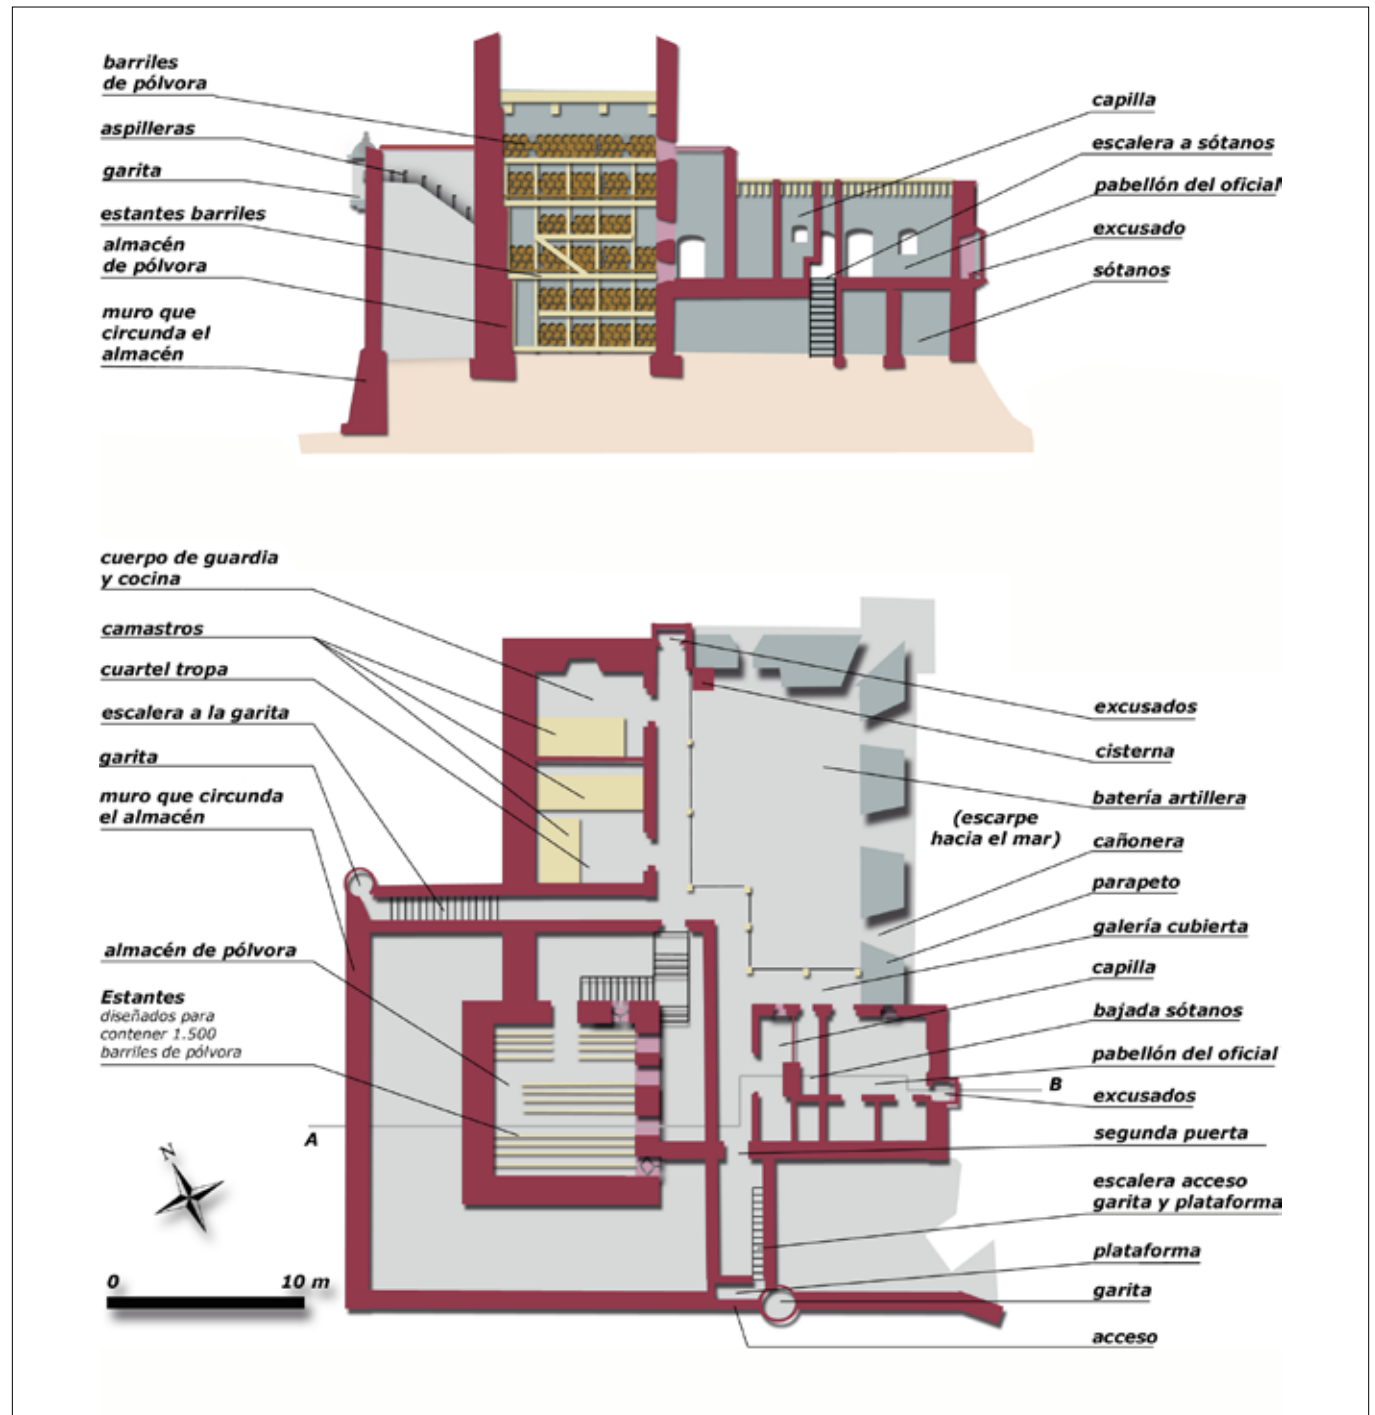 barriles
de pólvora
aspilleras
garita
estantes barriles
almacén
de pólvora
muro que
circunda el
almacén
capilla
escalera a sótanos
pabellón del oficial
excusado
sótanos
cuerpo de guardia
y cocina
camastros
cuartel tropa
escalera a la garita
garita
muro que circunda
el almacén
almacén de pólvora
Estantes
diseñados para
contener 1.500
barriles de pólvora
A
N
0 10 m
(escarpe
hacia el mar)
excusados
cisterna
batería artillera
cañonera
parapeto
galería cubierta
capilla
bajada sótanos
pabellón del oficial
B
excusados
segunda puerta
escalera acceso
garita y plataforma
plataforma
garita
acceso